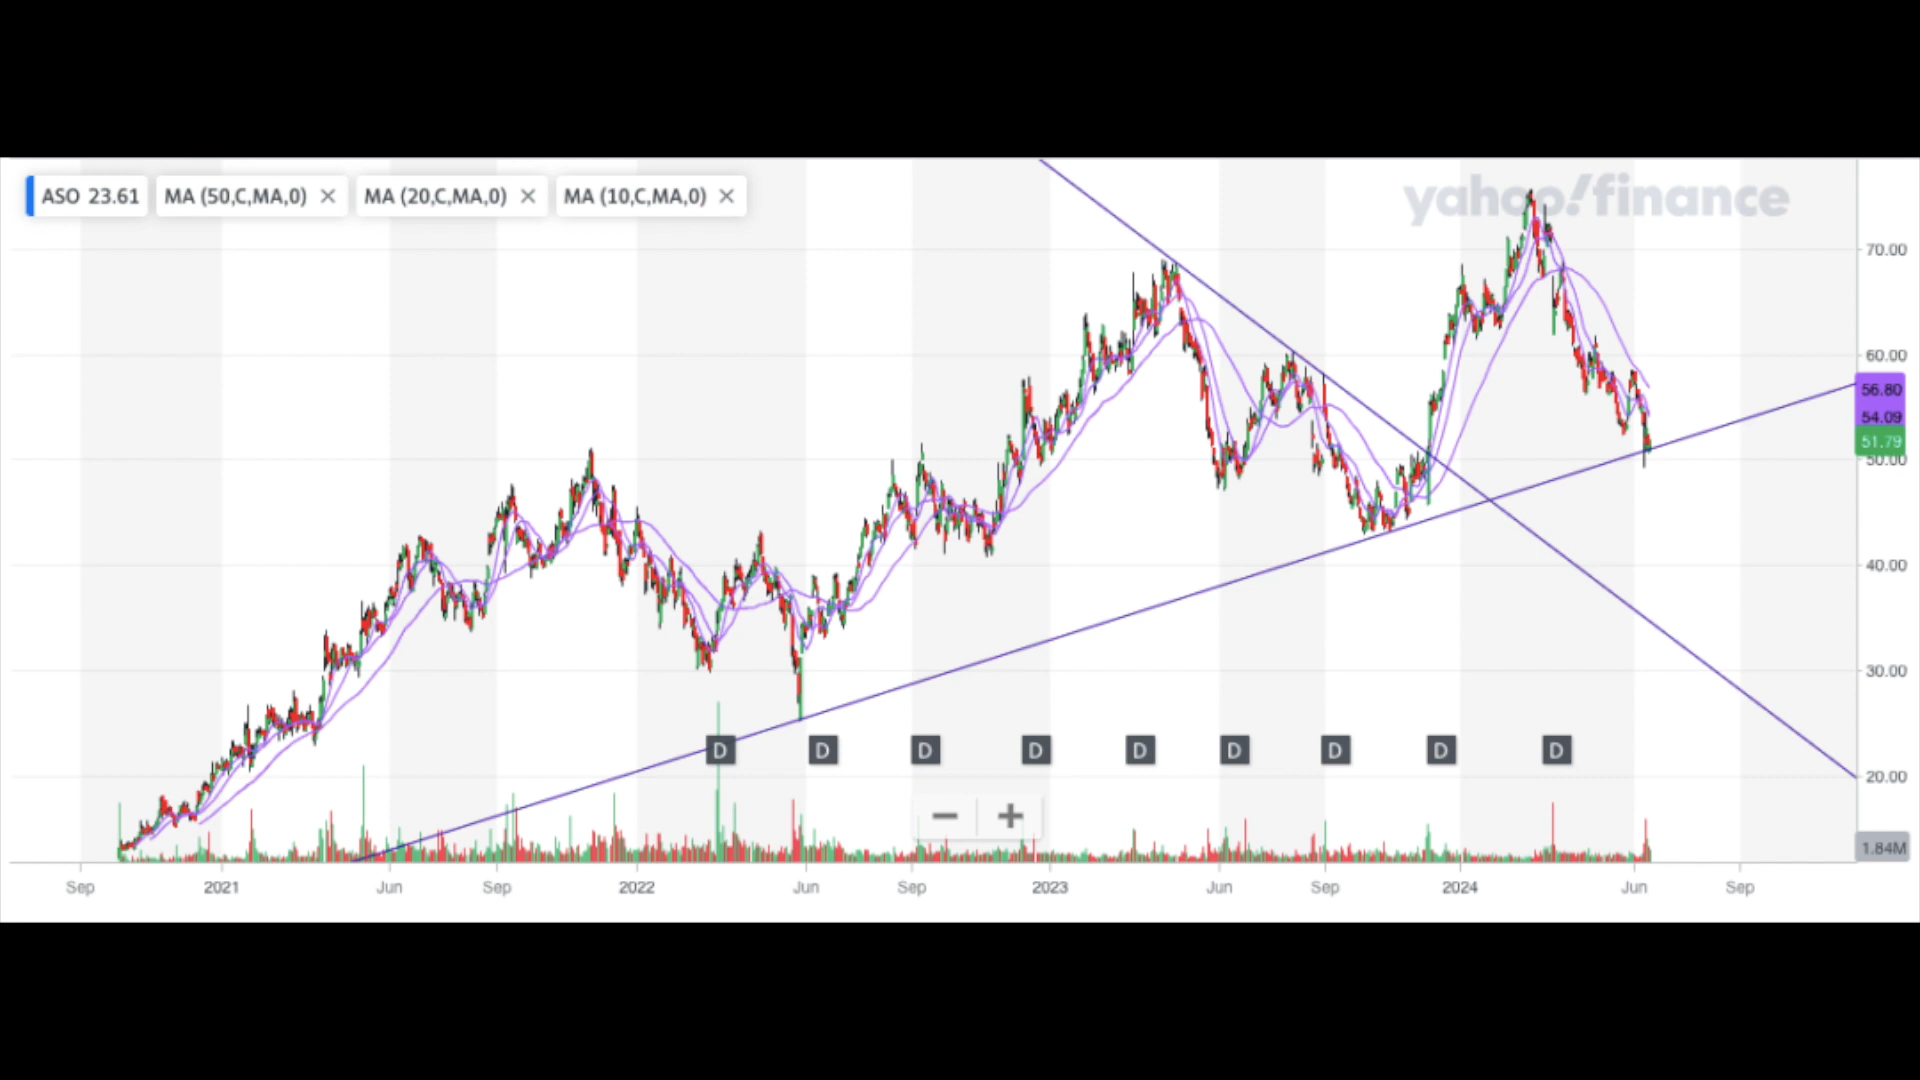 ASO 23.61 MA (50,C,MA,0) ✕ MA (20,C,MA,0) ✕ MA (10,C,MA,0) ✕
yahoo!finance
70.00
60.00
56.80
54.09
51.79
50.00
40.00
30.00
D D D D D D D D D
20.00
− +
1.84M
Sep 2021 Jun Sep 2022 Jun Sep 2023 Jun Sep 2024 Jun Sep